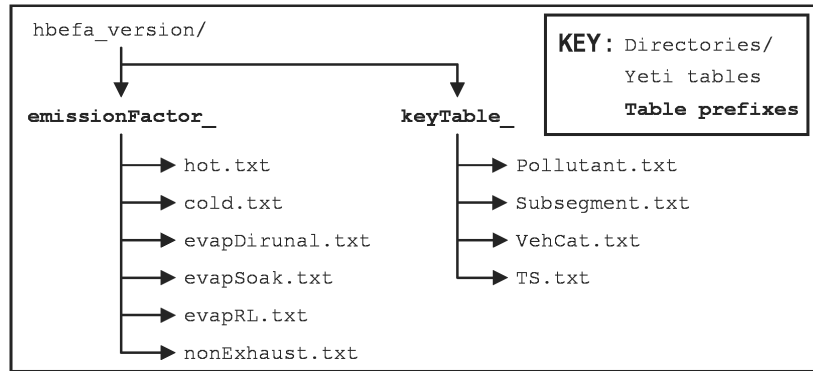 hbefa_version/
KEY: Directories/
Yeti tables
Table prefixes
emissionFactor_
keyTable_
hot.txt
cold.txt
evapDirunal.txt
evapSoak.txt
evapRL.txt
nonExhaust.txt
Pollutant.txt
Subsegment.txt
VehCat.txt
TS.txt